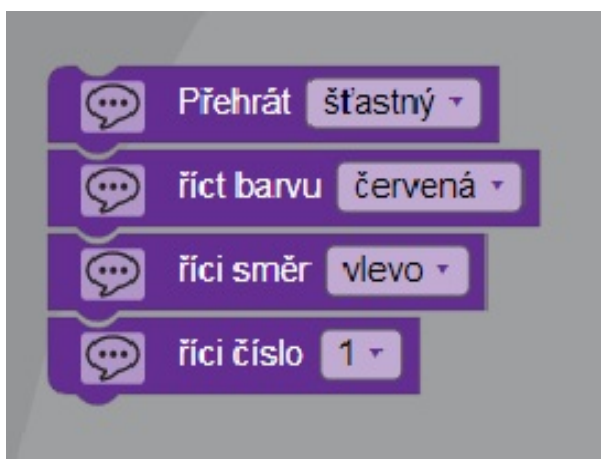 Přehrát šťastný
říct barvu červená
říci směr vlevo
říci číslo 1